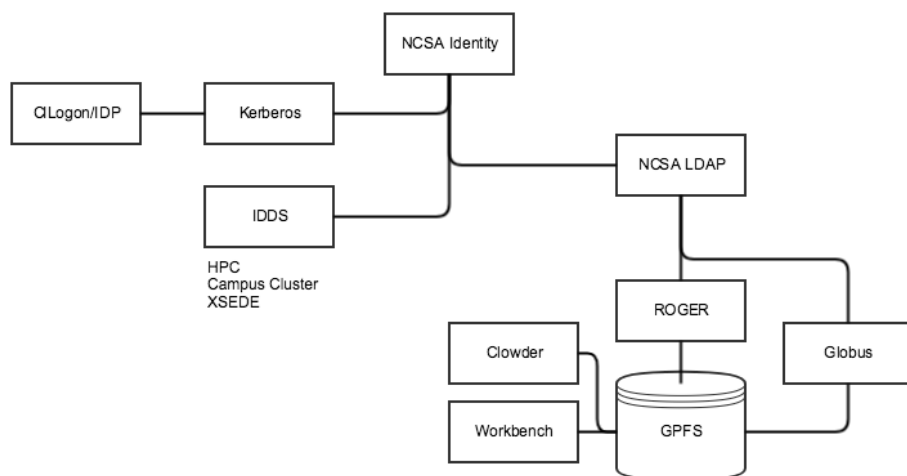 NCSA Identity
CILogon/IDP
Kerberos
NCSA LDAP
IDDS
HPC
Campus Cluster
XSEDE
ROGER
Clowder
Globus
Workbench
GPFS